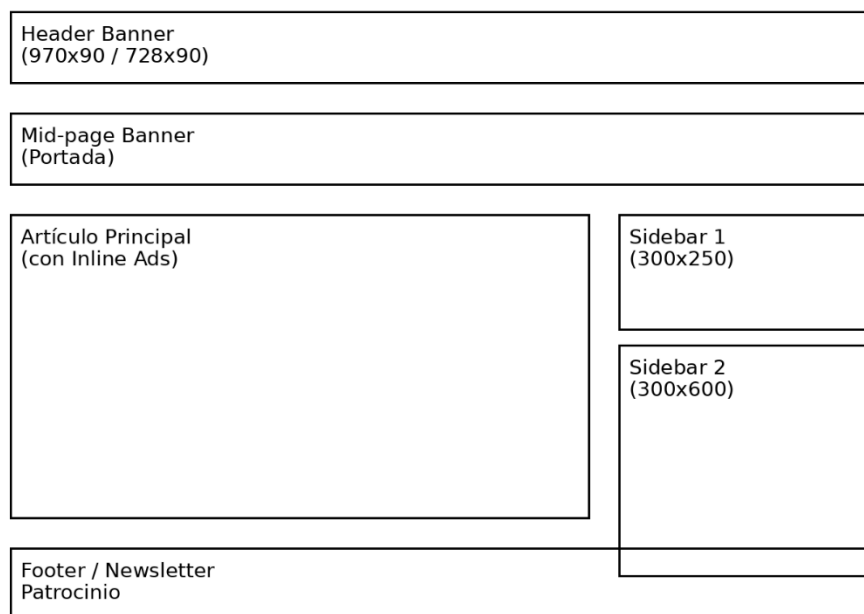 Header Banner
(970x90 / 728x90)
Mid-page Banner
(Portada)
Artículo Principal
(con Inline Ads)
Sidebar 1
(300x250)
Sidebar 2
(300x600)
Footer / Newsletter
Patrocinio